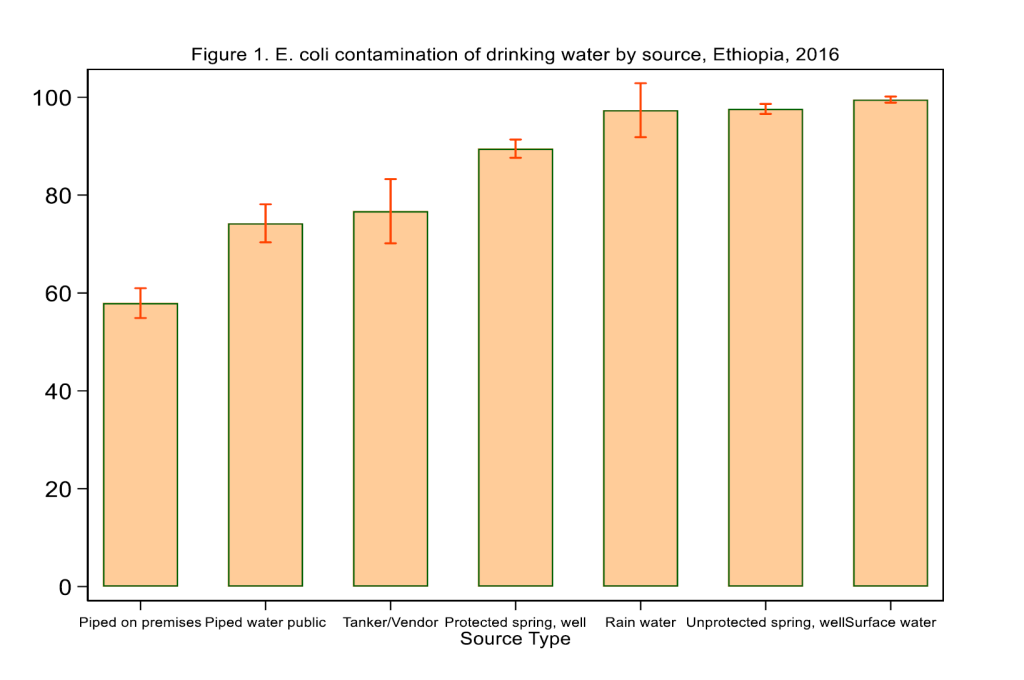 Figure 1. E. coli contamination of drinking water by source, Ethiopia, 2016
100
80
60
40
20
0
Piped on premises Piped water public Tanker/Vendor Protected spring, well Rain water Unprotected spring, well Surface water
Source Type